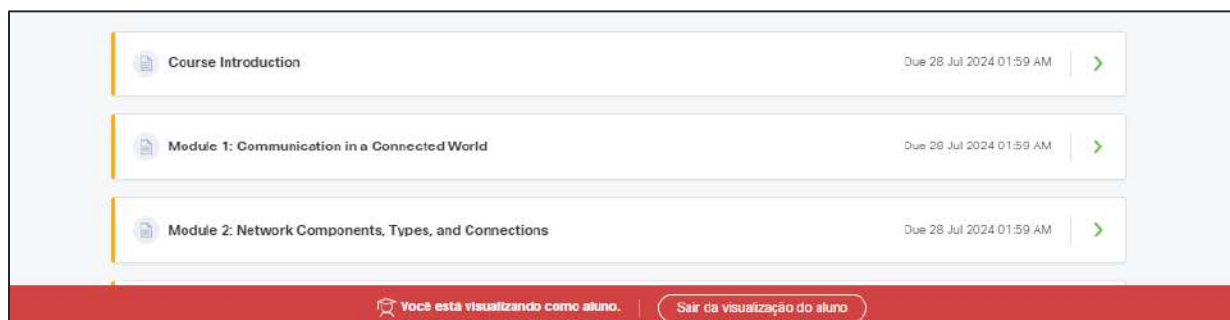 Course Introduction Due 28 Jul 2024 01:59 AM
Module 1: Communication in a Connected World Due 28 Jul 2024 01:59 AM
Module 2: Network Components, Types, and Connections Due 28 Jul 2024 01:59 AM
Você está visualizando como aluno. Sair da visualização do aluno